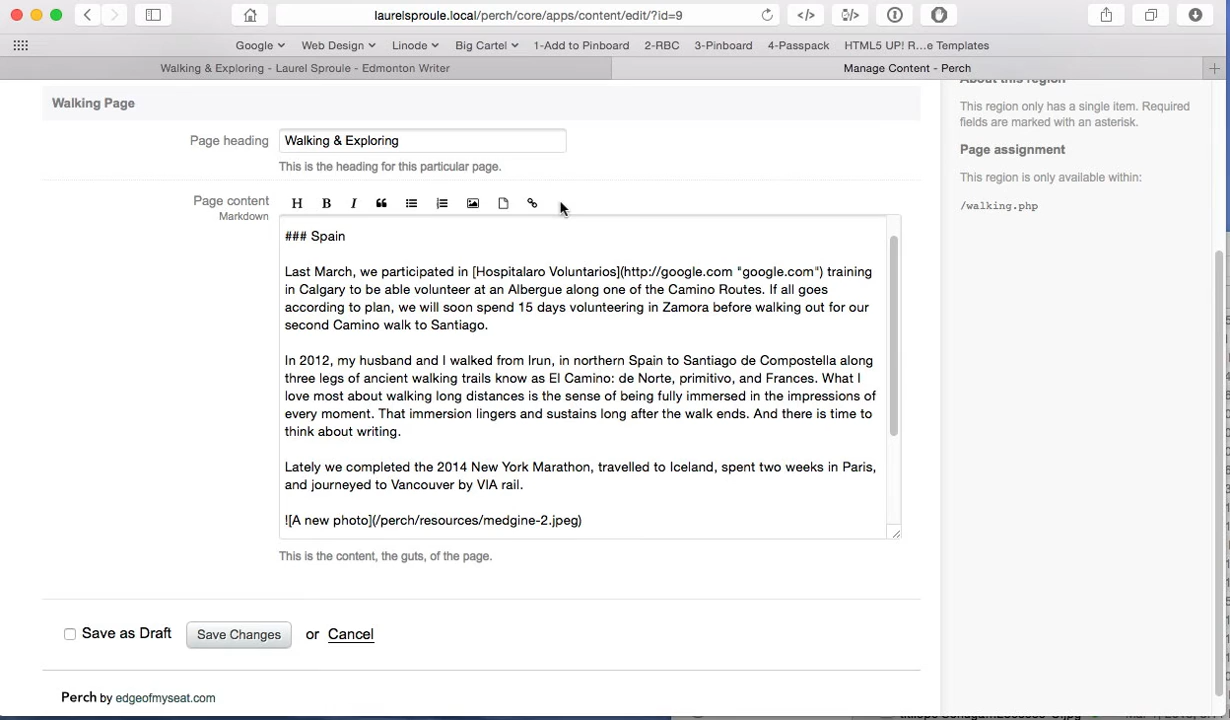 laurelsproule.local/perch/core/apps/content/edit/?id=9
Google Web Design Linode Big Cartel 1-Add to Pinboard 2-RBC 3-Pinboard 4-Passpack HTML5 UP! R...e Templates
Walking & Exploring - Laurel Sproule - Edmonton Writer
Manage Content - Perch
About this region
Walking Page
This region only has a single item. Required
fields are marked with an asterisk.
Page heading
Walking & Exploring
This is the heading for this particular page.
Page assignment
This region is only available within:
/walking.php
Page content
Markdown
H B I
### Spain
Last March, we participated in [Hospitalaro Voluntarios](http://google.com "google.com") training
in Calgary to be able volunteer at an Albergue along one of the Camino Routes. If all goes
according to plan, we will soon spend 15 days volunteering in Zamora before walking out for our
second Camino walk to Santiago.
In 2012, my husband and I walked from Irun, in northern Spain to Santiago de Compostella along
three legs of ancient walking trails know as El Camino: de Norte, primitivo, and Frances. What I
love most about walking long distances is the sense of being fully immersed in the impressions of
every moment. That immersion lingers and sustains long after the walk ends. And there is time to
think about writing.
Lately we completed the 2014 New York Marathon, travelled to Iceland, spent two weeks in Paris,
and journeyed to Vancouver by VIA rail.
![A new photo](/perch/resources/medgine-2.jpeg)
This is the content, the guts, of the page.
Save as Draft
Save Changes
or
Cancel
Perch by edgeofmyseat.com